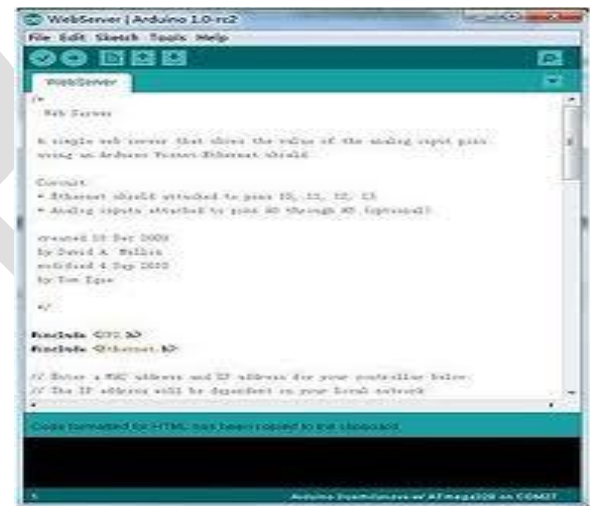 WebServer | Arduino 1.0-rc2
File Edit Sketch Tools Help
WebServer
/*
Web Server
A simple web server that shows the value of the analog input pins
using an Arduino Wiznet Ethernet shield.
Circuit:
* Ethernet shield attached to pins 10, 11, 12, 13
* Analog inputs attached to pins A0 through A5 (optional)
created 18 Dec 2009
by David A. Mellis
modified 4 Sep 2010
by Tom Igoe
*/
#include <SPI.h>
#include <Ethernet.h>
// Enter a MAC address and IP address for your controller below.
// The IP address will be dependent on your local network
Code formatted for HTML has been copied to the clipboard.
Arduino w/ ATmega328 on